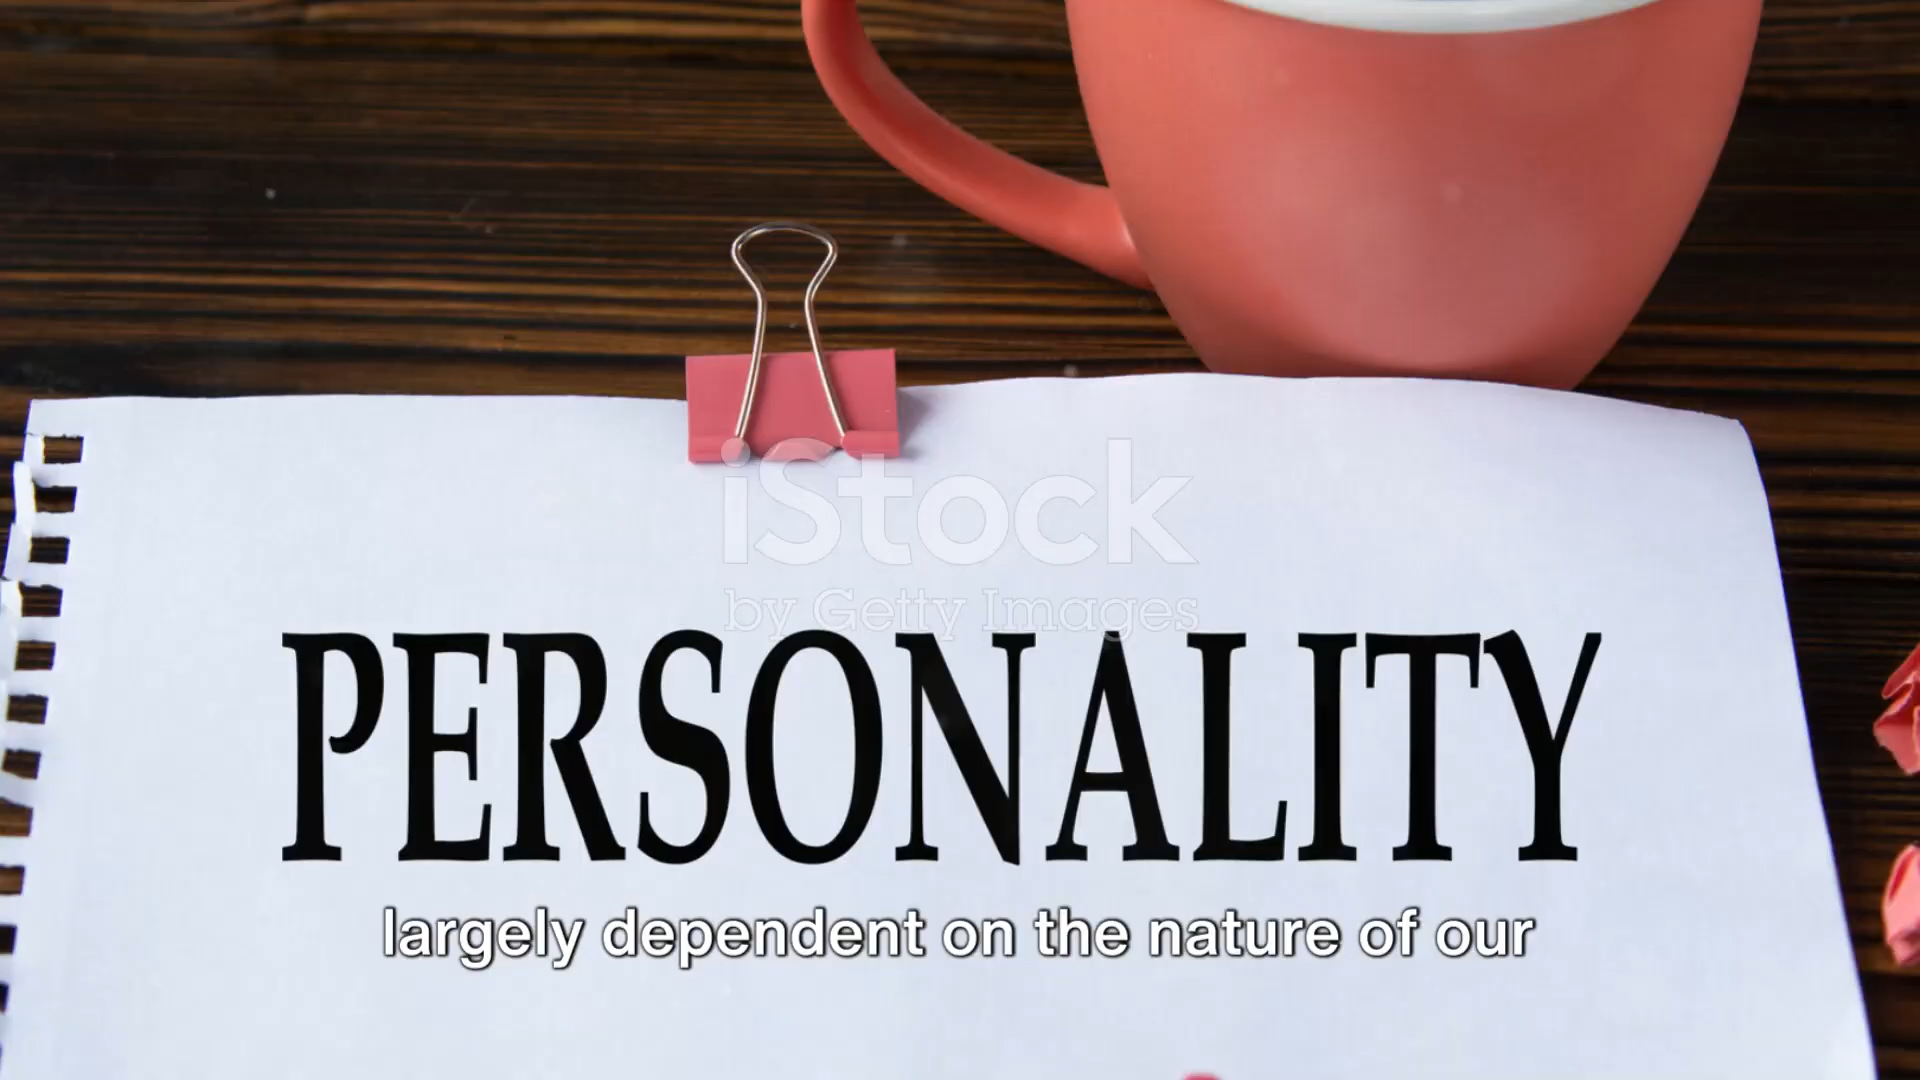 iStock
by Getty Images
PERSONALITY
largely dependent on the nature of our